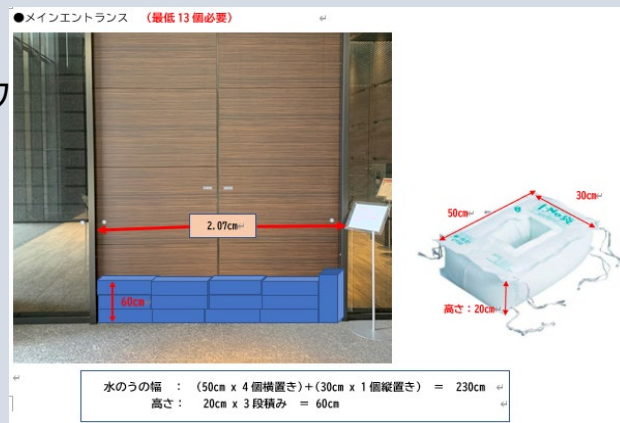 ●メインエントランス （最低13個必要）
2.07cm
60cm
50cm
30cm
高さ：20cm
水のうの幅 ： （50cm x 4個横置き）+（30cm x 1個縦置き） = 230cm
高さ： 20cm x 3段積み = 60cm